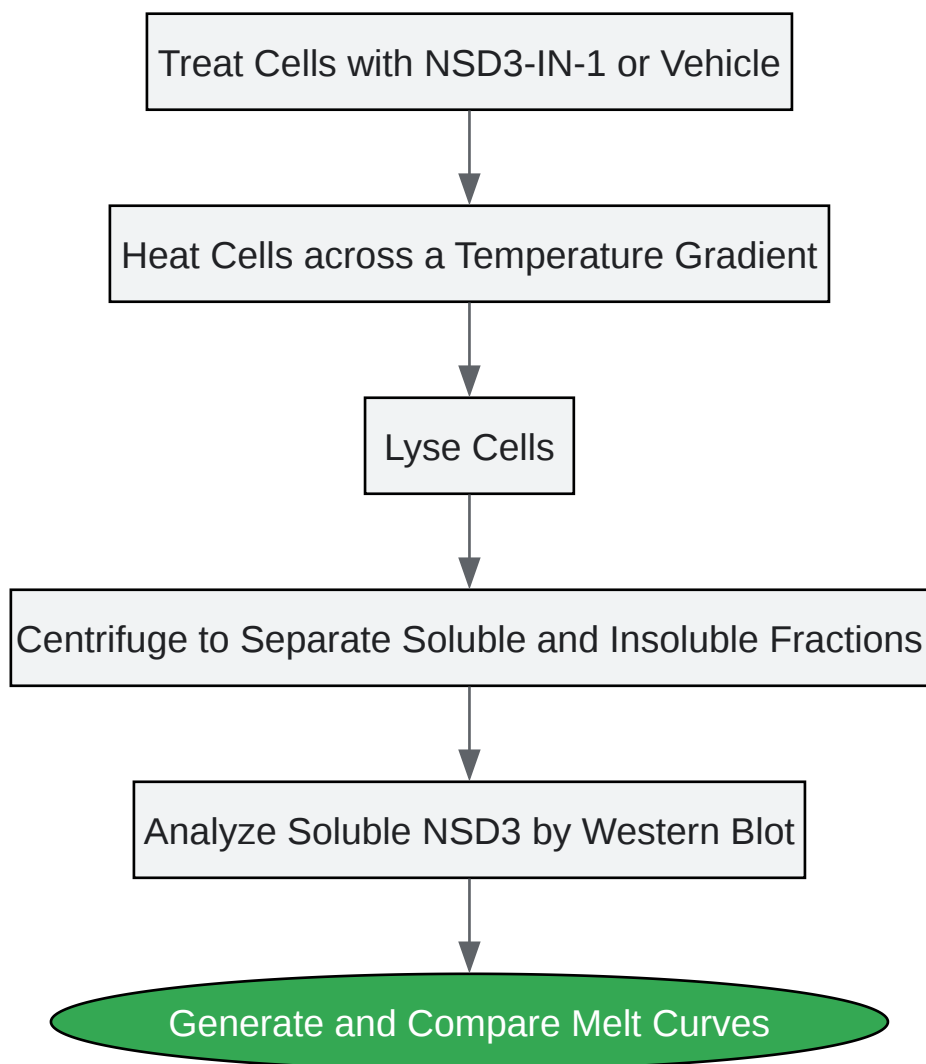 Treat Cells with NSD3-IN-1 or Vehicle
Heat Cells across a Temperature Gradient
Lyse Cells
Centrifuge to Separate Soluble and Insoluble Fractions
Analyze Soluble NSD3 by Western Blot
Generate and Compare Melt Curves